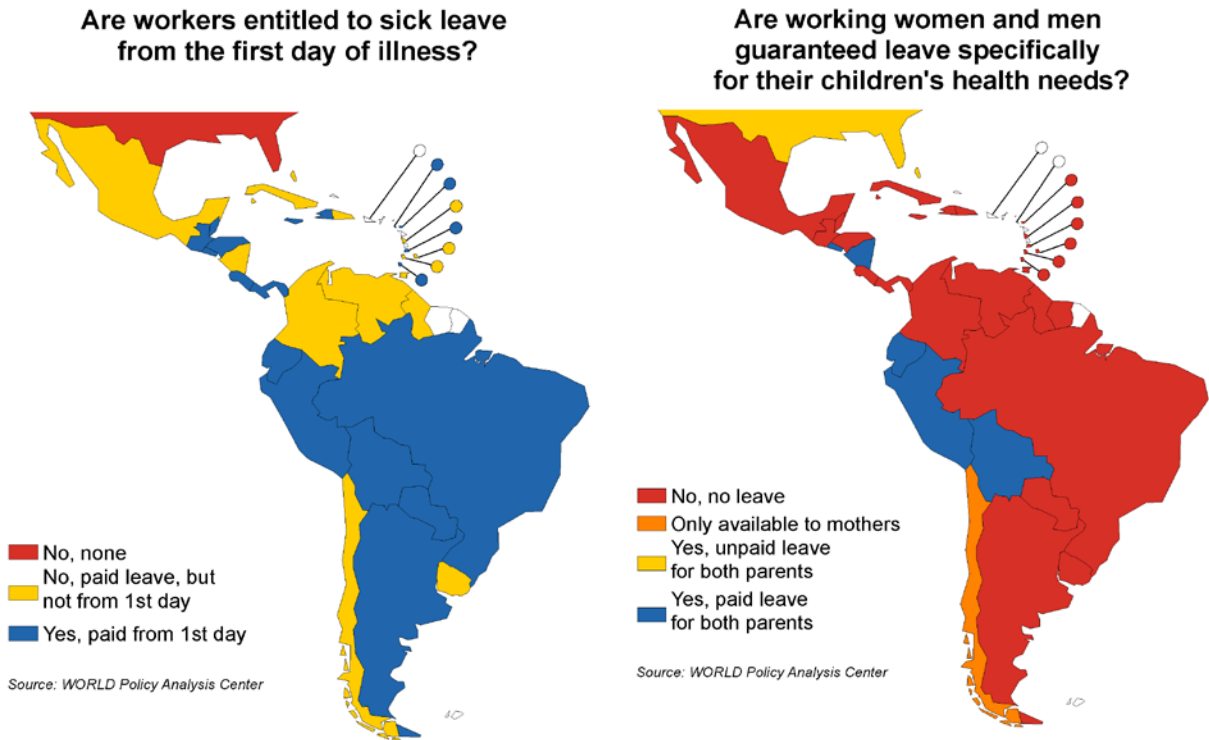 Are workers entitled to sick leave
from the first day of illness?
No, none
No, paid leave, but
not from 1st day
Yes, paid from 1st day
Source: WORLD Policy Analysis Center
Are working women and men
guaranteed leave specifically
for their children's health needs?
No, no leave
Only available to mothers
Yes, unpaid leave
for both parents
Yes, paid leave
for both parents
Source: WORLD Policy Analysis Center